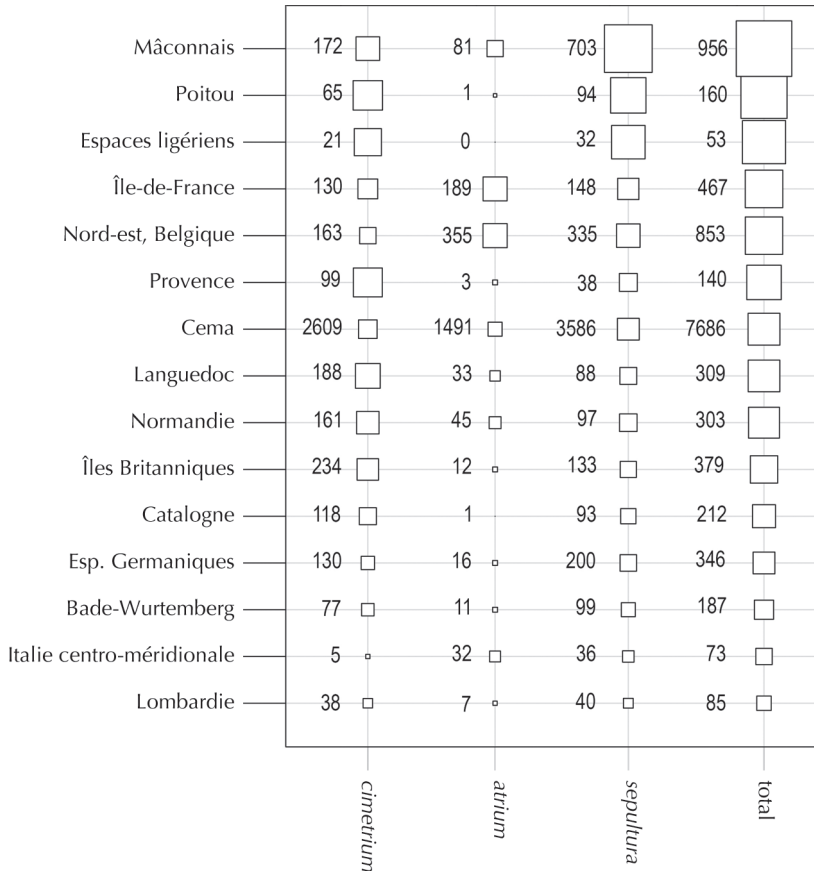 Mâconnais 172 81 703 956
Poitou 65 1 94 160
Espaces ligériens 21 0 32 53
Île-de-France 130 189 148 467
Nord-est, Belgique 163 355 335 853
Provence 99 3 38 140
Cema 2609 1491 3586 7686
Languedoc 188 33 88 309
Normandie 161 45 97 303
Îles Britanniques 234 12 133 379
Catalogne 118 1 93 212
Esp. Germaniques 130 16 200 346
Bade-Wurtemberg 77 11 99 187
Italie centro-méridionale 5 32 36 73
Lombardie 38 7 40 85
cimetrium atrium sepultura total